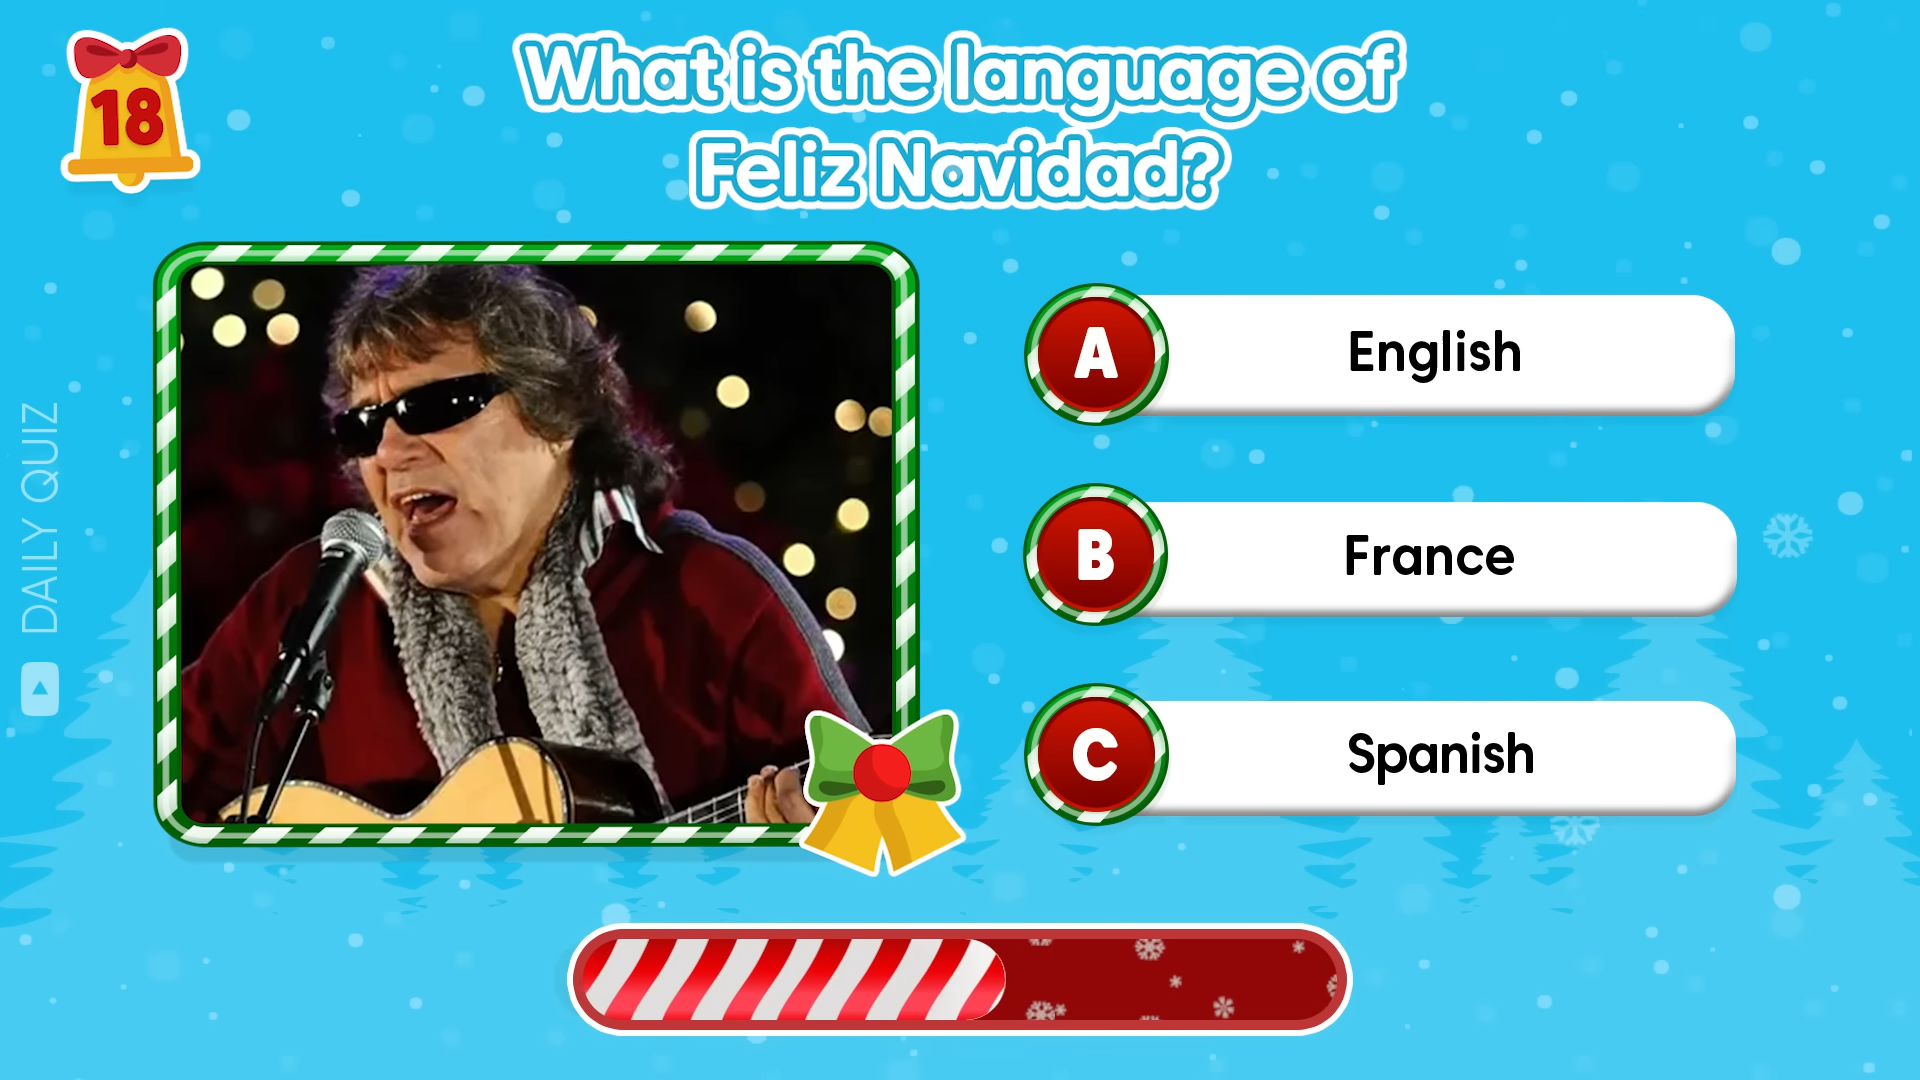 18
What is the language of
Feliz Navidad?
DAILY QUIZ
A
English
B
France
C
Spanish